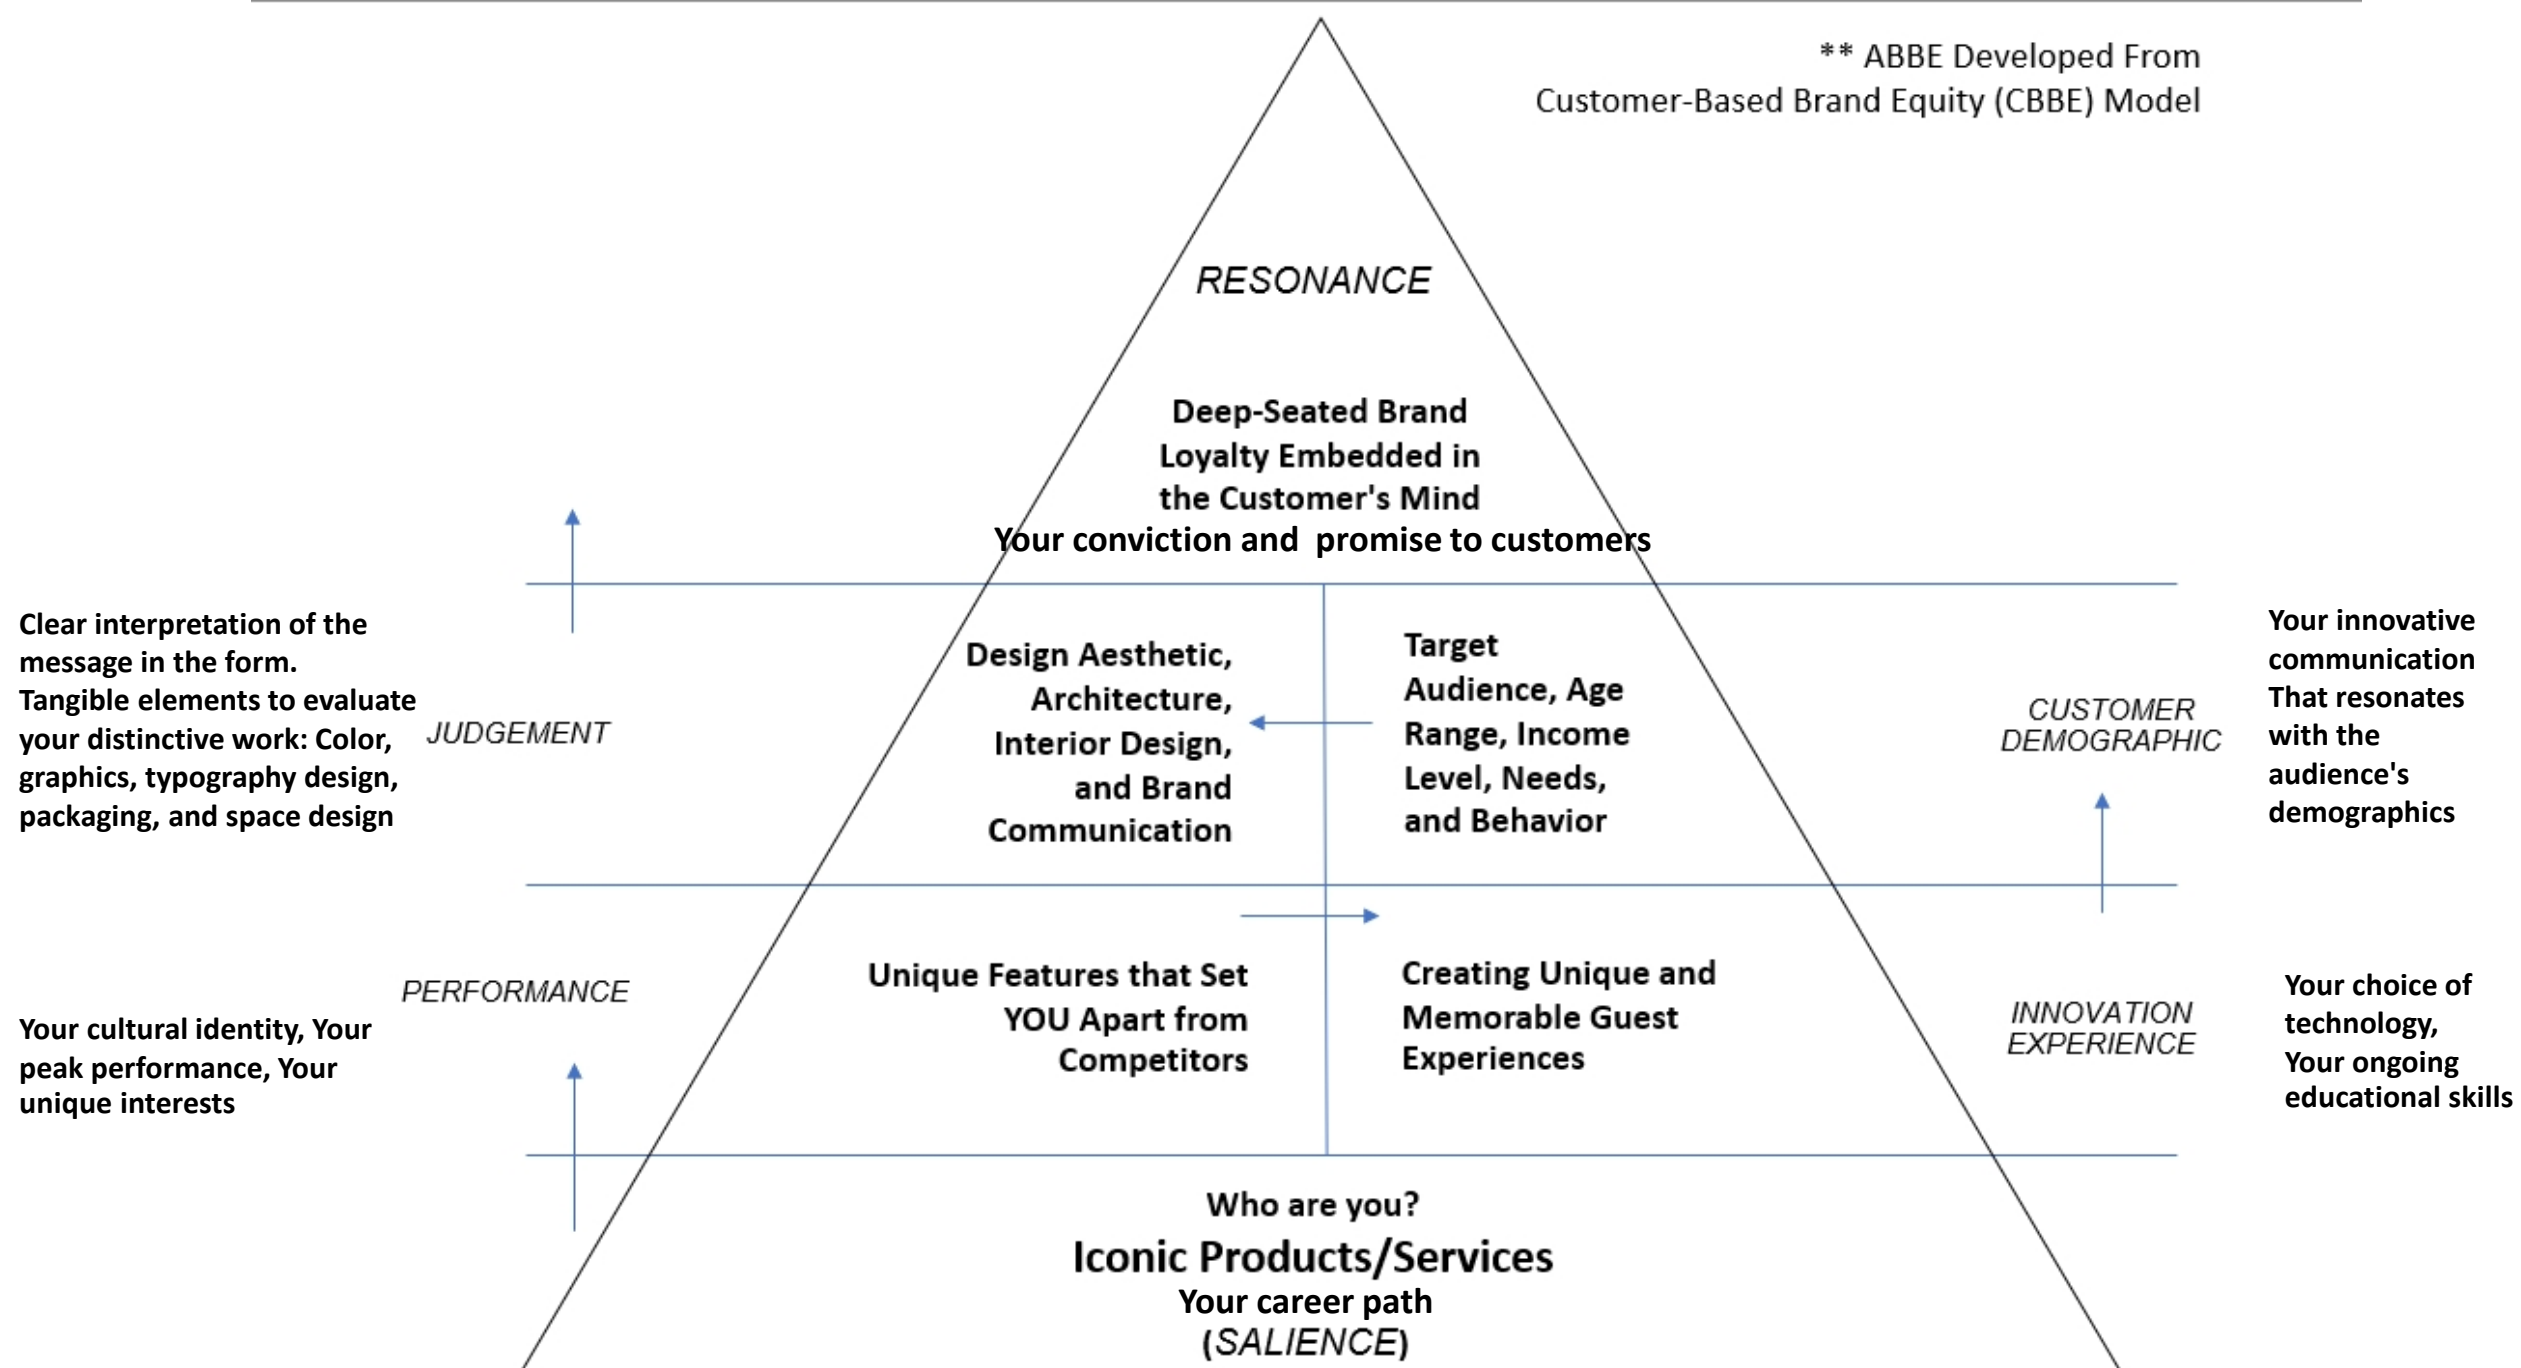 ** ABBE Developed From
Customer-Based Brand Equity (CBBE) Model
RESONANCE
Deep-Seated Brand
Loyalty Embedded in
the Customer's Mind
Your conviction and  promise to customers
Clear interpretation of the
message in the form.
Tangible elements to evaluate
your distinctive work: Color,
graphics, typography design,
packaging, and space design
JUDGEMENT
Design Aesthetic,
Architecture,
Interior Design,
and Brand
Communication
Target
Audience, Age
Range, Income
Level, Needs,
and Behavior
CUSTOMER
DEMOGRAPHIC
Your innovative
communication
That resonates
with the
audience's
demographics
PERFORMANCE
Your cultural identity, Your
peak performance, Your
unique interests
Unique Features that Set
YOU Apart from
Competitors
Creating Unique and
Memorable Guest
Experiences
INNOVATION
EXPERIENCE
Your choice of
technology,
Your ongoing
educational skills
Who are you?
Iconic Products/Services
Your career path
(SALIENCE)